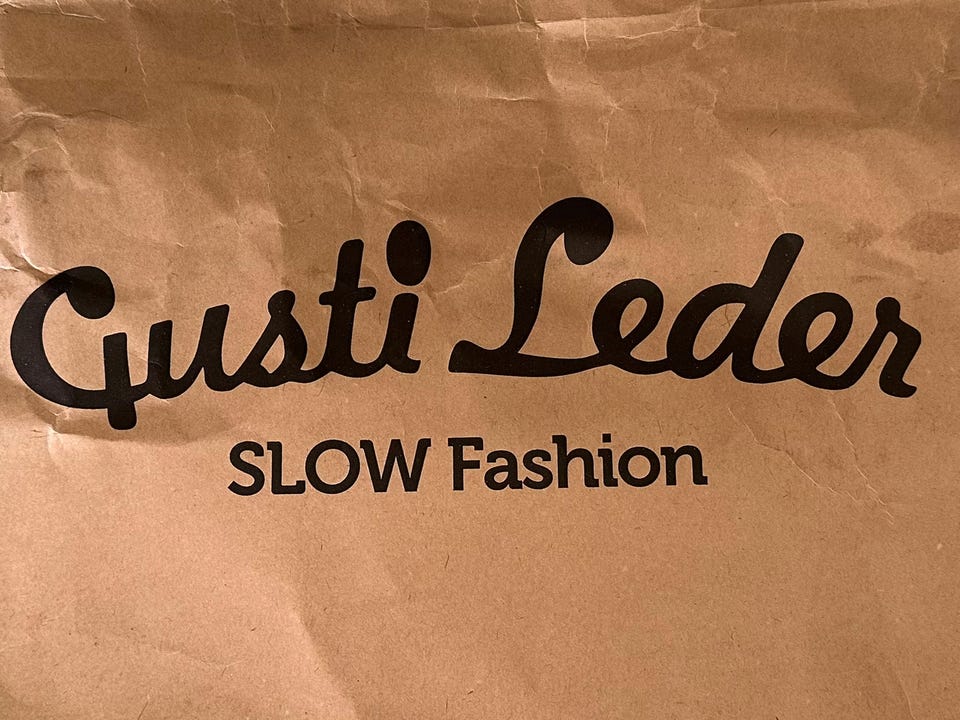 Gusti Leder
SLOW Fashion